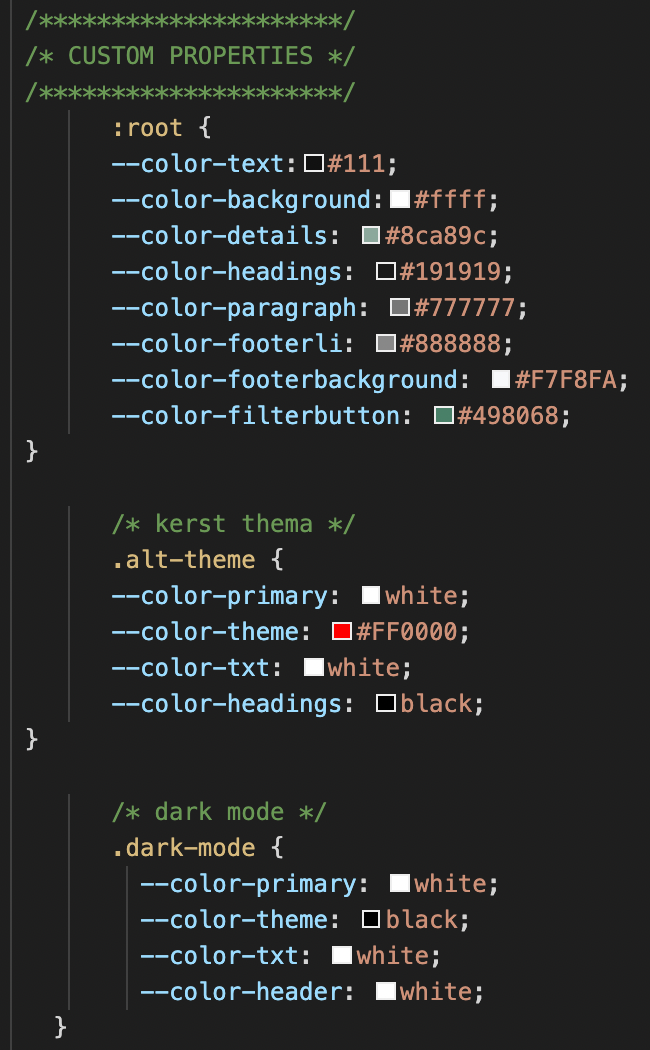 /*********************/
/* CUSTOM PROPERTIES */
/*********************/
:root {
--color-text: #111;
--color-background: #ffff;
--color-details: #8ca89c;
--color-headings: #191919;
--color-paragraph: #777777;
--color-footerli: #888888;
--color-footerbackground: #F7F8FA;
--color-filterbutton: #498068;
}
/* kerst thema */
.alt-theme {
--color-primary: white;
--color-theme: #FF0000;
--color-txt: white;
--color-headings: black;
}
/* dark mode */
.dark-mode {
--color-primary: white;
--color-theme: black;
--color-txt: white;
--color-header: white;
}